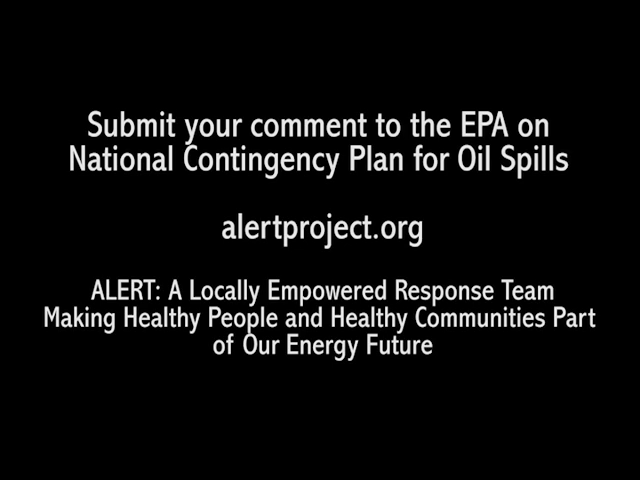 Submit your comment to the EPA on
National Contingency Plan for Oil Spills
alertproject.org
ALERT: A Locally Empowered Response Team
Making Healthy People and Healthy Communities Part
of Our Energy Future